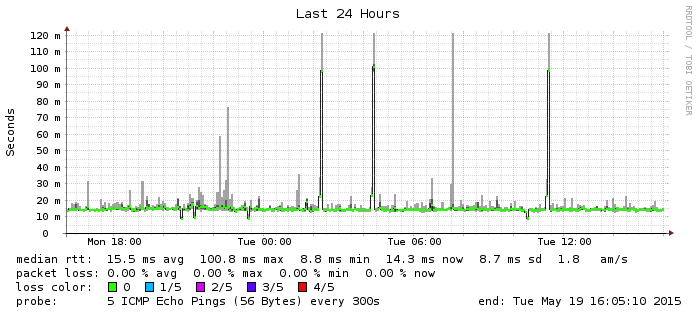 Last 24 Hours
RRDTOOL / TOBI OETIKER
Seconds
120 m
110 m
100 m
90 m
80 m
70 m
60 m
50 m
40 m
30 m
20 m
10 m
0
Mon 18:00 Tue 00:00 Tue 06:00 Tue 12:00
median rtt: 15.5 ms avg 100.8 ms max 8.8 ms min 14.3 ms now 8.7 ms sd 1.8 am/s
packet loss: 0.00 % avg 0.00 % max 0.00 % min 0.00 % now
loss color: 0 1/5 2/5 3/5 4/5
probe: 5 ICMP Echo Pings (56 Bytes) every 300s end: Tue May 19 16:05:10 2015